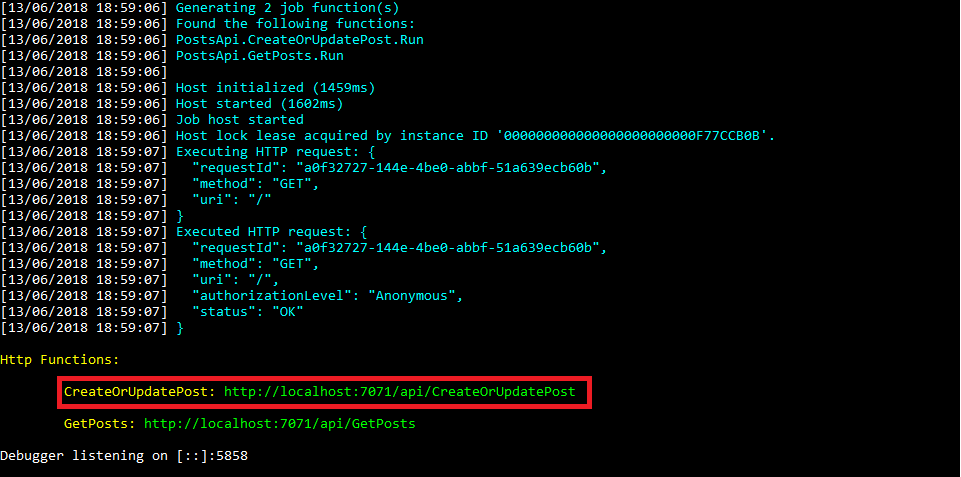 [13/06/2018 18:59:06] Generating 2 job function(s)
[13/06/2018 18:59:06] Found the following functions:
[13/06/2018 18:59:06] PostsApi.CreateOrUpdatePost.Run
[13/06/2018 18:59:06] PostsApi.GetPosts.Run
[13/06/2018 18:59:06]
[13/06/2018 18:59:06] Host initialized (1459ms)
[13/06/2018 18:59:06] Host started (1602ms)
[13/06/2018 18:59:06] Job host started
[13/06/2018 18:59:06] Host lock lease acquired by instance ID '000000000000000000000000F77CCB0B'.
[13/06/2018 18:59:07] Executing HTTP request: {
[13/06/2018 18:59:07]   "requestId": "a0f32727-144e-4be0-abbf-51a639ecb60b",
[13/06/2018 18:59:07]   "method": "GET",
[13/06/2018 18:59:07]   "uri": "/"
[13/06/2018 18:59:07] }
[13/06/2018 18:59:07] Executed HTTP request: {
[13/06/2018 18:59:07]   "requestId": "a0f32727-144e-4be0-abbf-51a639ecb60b",
[13/06/2018 18:59:07]   "method": "GET",
[13/06/2018 18:59:07]   "uri": "/",
[13/06/2018 18:59:07]   "authorizationLevel": "Anonymous",
[13/06/2018 18:59:07]   "status": "OK"
[13/06/2018 18:59:07] }
Http Functions:
CreateOrUpdatePost: http://localhost:7071/api/CreateOrUpdatePost
GetPosts: http://localhost:7071/api/GetPosts
Debugger listening on [::]:5858